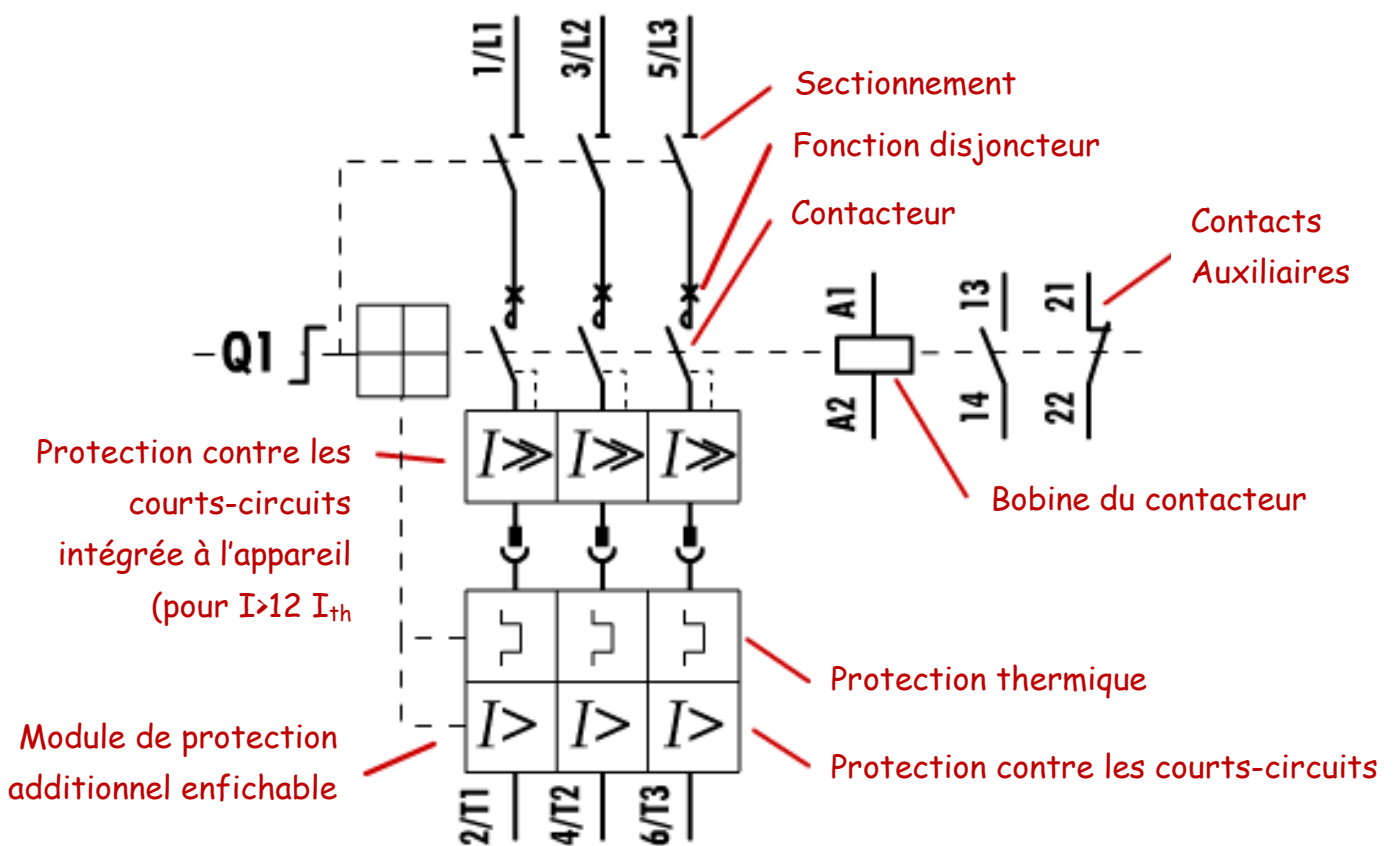 1/L1
3/L2
5/L3
Sectionnement
Fonction disjoncteur
Contacteur
Contacts
Auxiliaires
A1
13
21
-Q1
A2
14
22
Protection contre les
courts-circuits
intégrée à l'appareil
(pour I>12 Ith
I>>
I>>
I>>
Bobine du contacteur
Protection thermique
Module de protection
additionnel enfichable
I>
I>
I>
Protection contre les courts-circuits
2/T1
4/T2
6/T3